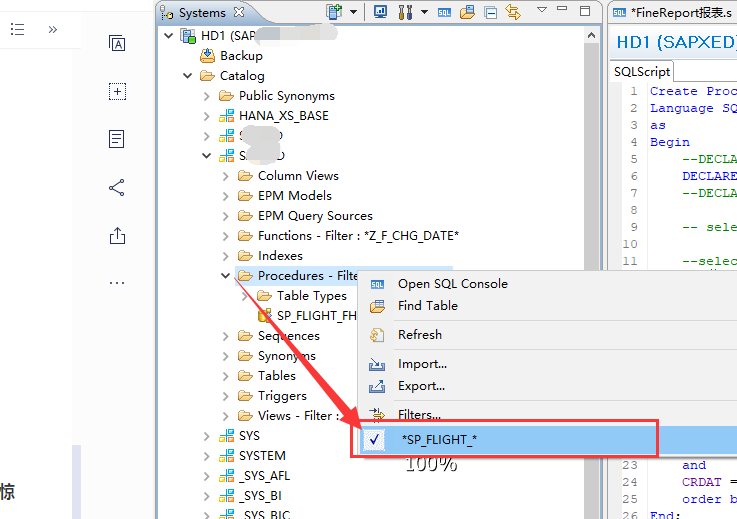 Systems
HD1 (SAP
Backup
Catalog
Public Synonyms
HANA_XS_BASE
Column Views
EPM Models
EPM Query Sources
Functions - Filter : *Z_F_CHG_DATE*
Indexes
Procedures - Filte
Table Types
SP_FLIGHT_FH
Sequences
Synonyms
Tables
Triggers
Views - Filter :
SYS
SYSTEM
_SYS_AFL
_SYS_BI
_SYS_BIC
Open SQL Console
Find Table
Refresh
Import...
Export...
Filters...
*SP_FLIGHT_*
100%
*FineReport报表.s
HD1 (SAPXED)
SQLScript
1 Create Proc
2 Language SQ
3 as
4 Begin
5 --DECLA
6 DECLARE
7 --DECLA
8
9 -- sele
10
11 --selec
23 and
24 CRDAT =
25 order b
26 End;
惊